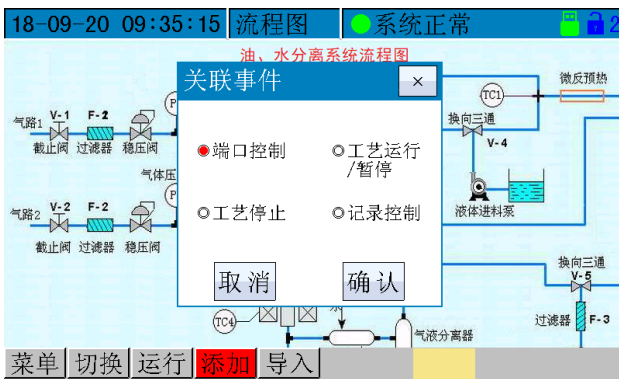 18-09-20 09:35:15 流程图 系统正常 2
油、水分离系统流程图
关联事件 ×
微反预热
TC1
气路1 V-1 F-2 P
换向三通
截止阀 过滤器 稳压阀
V-4
端口控制 工艺运行
/暂停
气体压
气路2 V-2 F-2 P
工艺停止 记录控制
液体进料泵
截止阀 过滤器 稳压阀
换向三通
V-5
取消 确认
TC4
过滤器 F-3
气液分离器
菜单 切换 运行 添加 导入